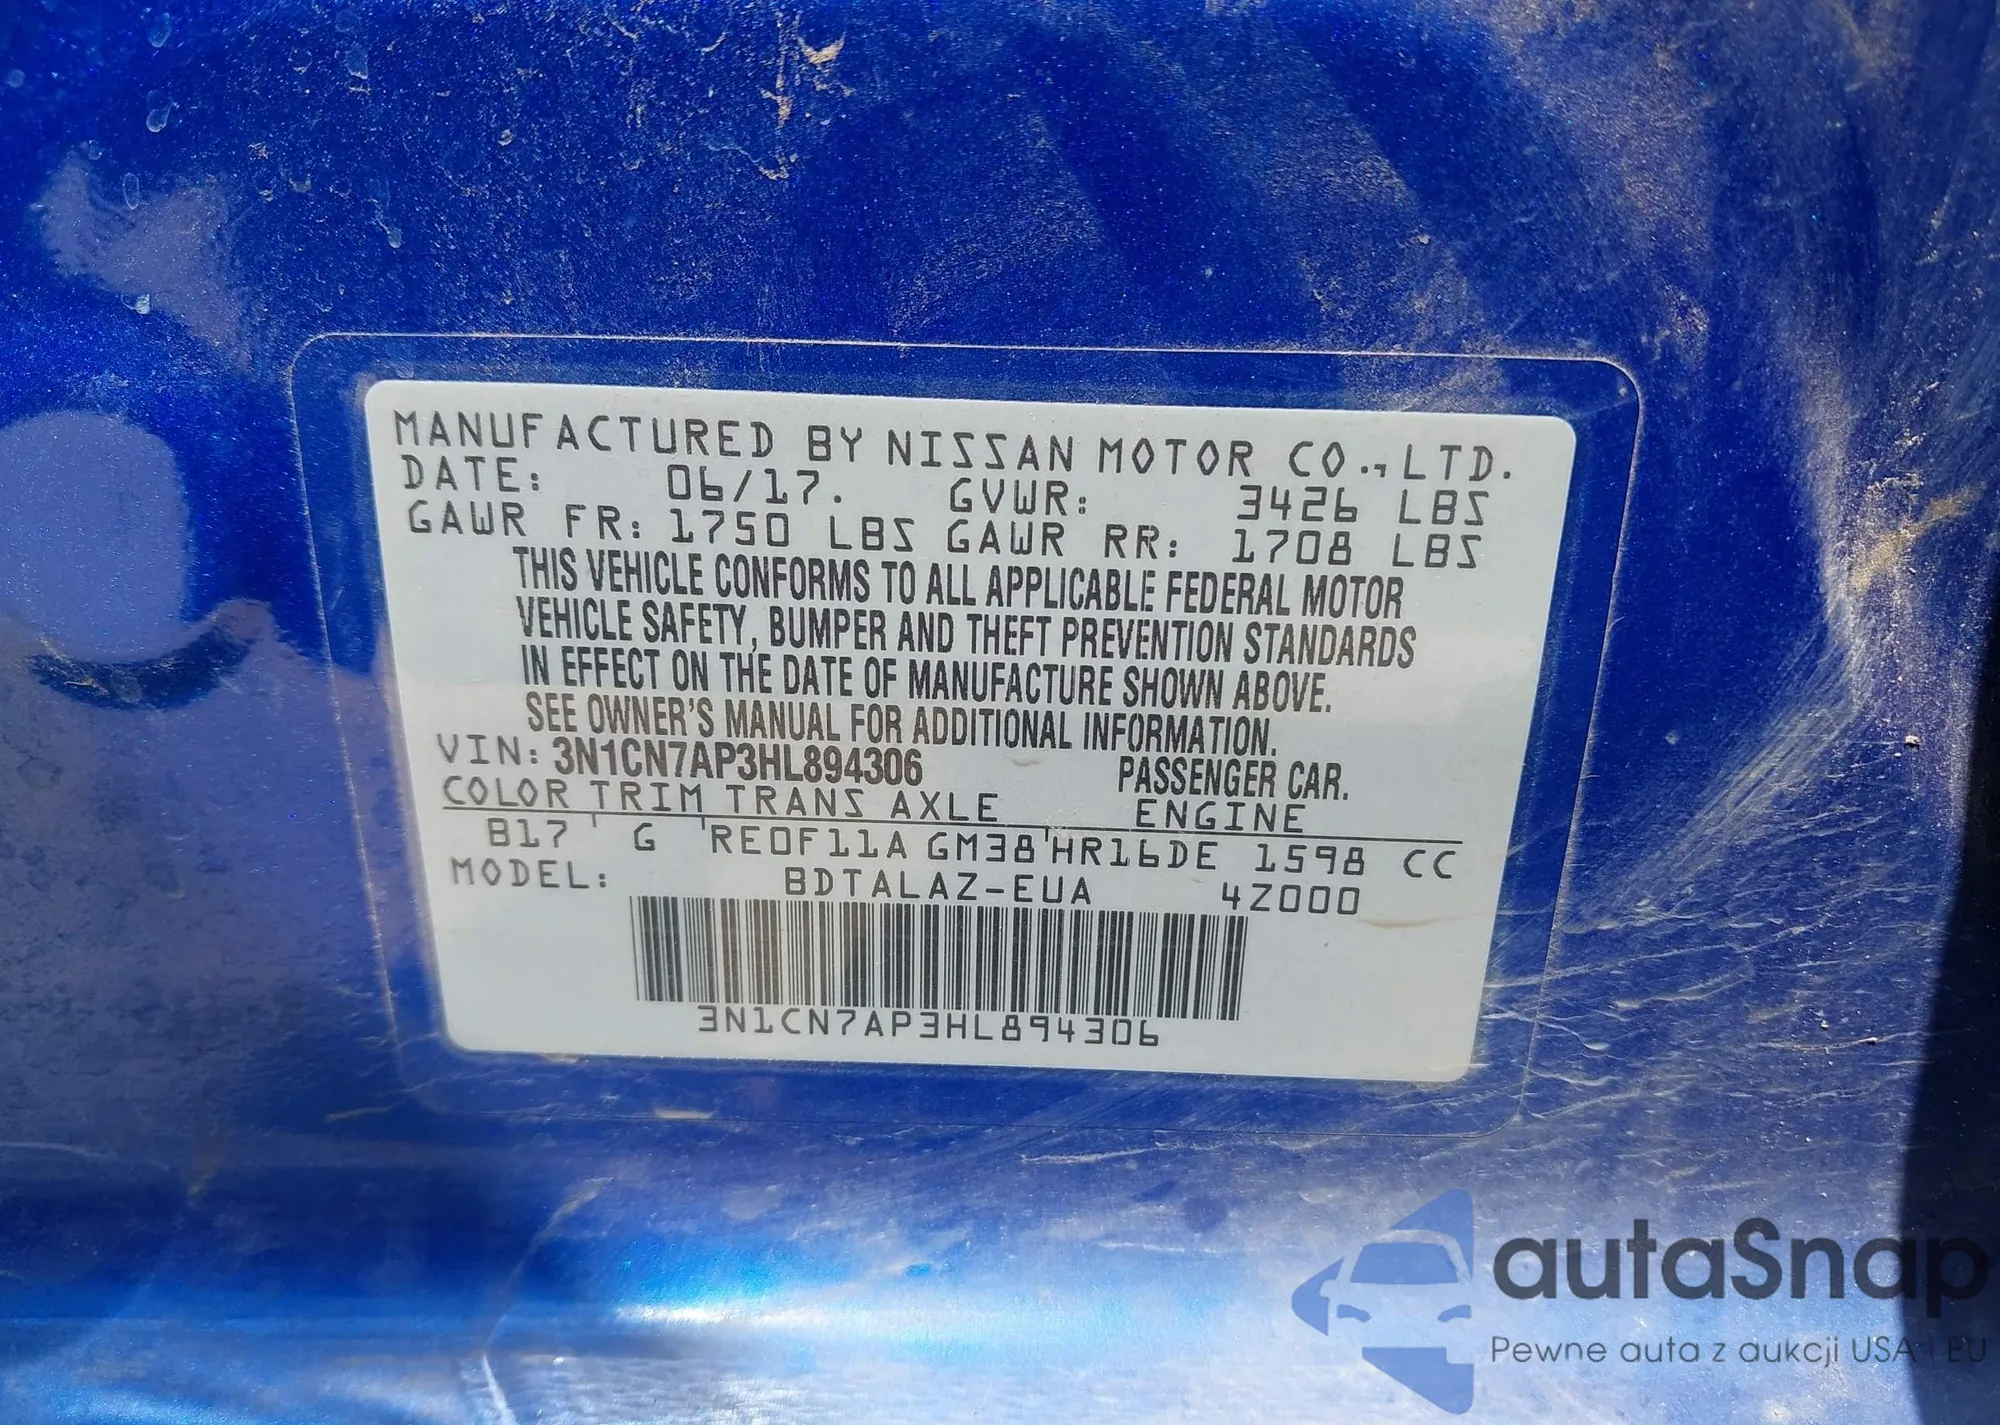 MANUFACTURED BY NISSAN MOTOR CO., LTD.
DATE: 06/17. GVWR: 3426 LBS
GAWR FR: 1750 LBS GAWR RR: 1708 LBS
THIS VEHICLE CONFORMS TO ALL APPLICABLE FEDERAL MOTOR
VEHICLE SAFETY, BUMPER AND THEFT PREVENTION STANDARDS
IN EFFECT ON THE DATE OF MANUFACTURE SHOWN ABOVE.
SEE OWNER'S MANUAL FOR ADDITIONAL INFORMATION.
VIN: 3N1CN7AP3HL894306 PASSENGER CAR.
COLOR TRIM TRANS AXLE ENGINE
B17 G RE0F11A GM38 HR16DE 1598 CC
MODEL: BDTALAZ-EUA 4Z000
3N1CN7AP3HL894306
autaSnap
Pewne auta z aukcji USA i EU